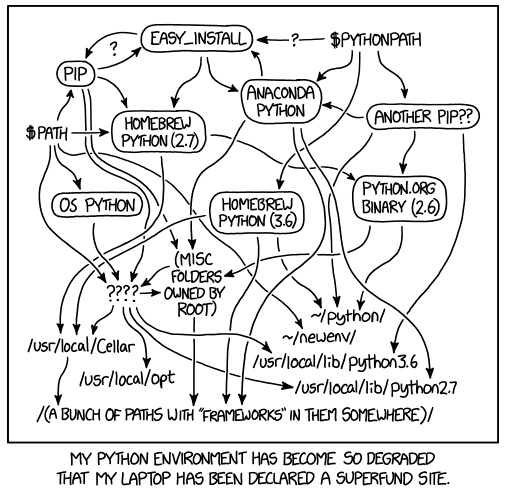 EASY_INSTALL
?
$PYTHONPATH
?
PIP
ANACONDA
PYTHON
ANOTHER PIP??
HOMEBREW
PYTHON (2.7)
$PATH
OS PYTHON
HOMEBREW
PYTHON (3.6)
PYTHON.ORG
BINARY (2.6)
(MISC
FOLDERS
OWNED BY
ROOT)
????
~/python/
~/newenv/
/usr/local/Cellar
/usr/local/opt
/usr/local/lib/python3.6
/usr/local/lib/python2.7
/(A BUNCH OF PATHS WITH "FRAMEWORKS" IN THEM SOMEWHERE)/
MY PYTHON ENVIRONMENT HAS BECOME SO DEGRADED
THAT MY LAPTOP HAS BEEN DECLARED A SUPERFUND SITE.